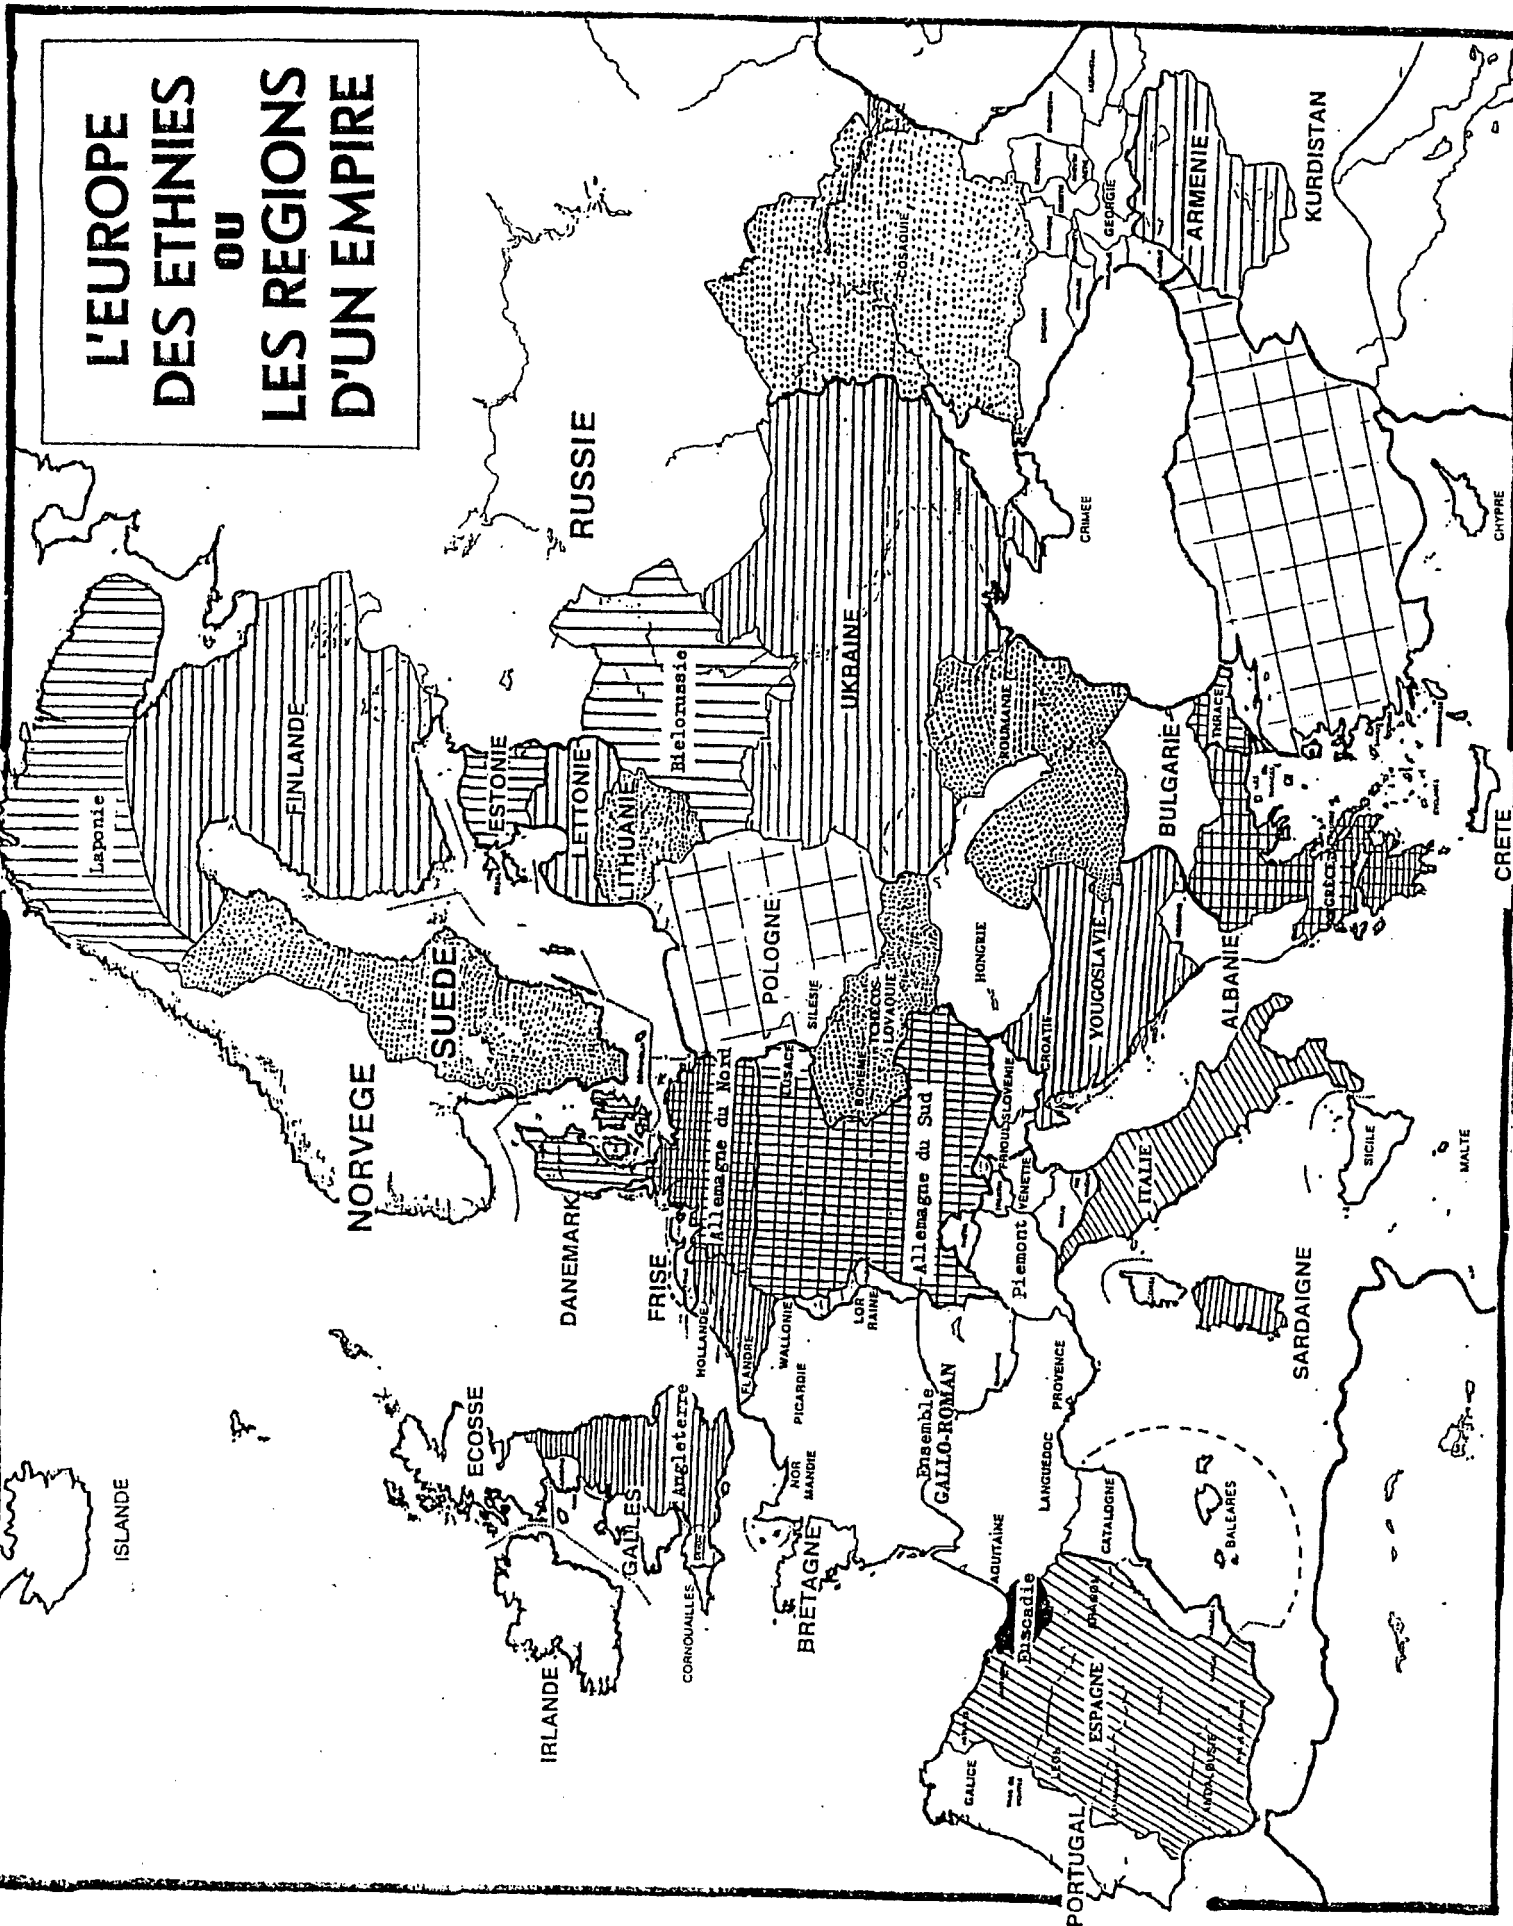 L'EUROPE
DES ETHNIES
OU
LES REGIONS
D'UN EMPIRE
ISLANDE
NORVEGE
SUEDE
Laponie
FINLANDE
RUSSIE
ESTONIE
LETTONIE
LITHUANIE
Bielorussie
UKRAINE
COSAQUIE
CRIMEE
GEORGIE
ARMENIE
KURDISTAN
IRLANDE
ECOSSE
GALLES
Angleterre
CORNOUAILLES
DANEMARK
FRISE
HOLLANDE
FLANDRE
WALLONIE
PICARDIE
NOR
MANDIE
BRETAGNE
LOR
RAINE
Allemagne du Nord
Allemagne du Sud
LUSACE
POLOGNE
SILESIE
BOHEME
TCHECOS-
LOVAQUIE
HONGRIE
ROUMANIE
BULGARIE
THRACE
YOUGOSLAVIE
CROATIE
SLOVENIE
FRIOUL
VENETIE
Piemont
ITALIE
ALBANIE
GRECE
CRETE
CHYPRE
SICILE
MALTE
SARDAIGNE
Ensemble
GALLO-ROMAN
PROVENCE
LANGUEDOC
AQUITAINE
CATALOGNE
BALEARES
Euscadie
ARAGON
ESPAGNE
LEON
ANDALOUSIE
GALICE
PORTUGAL